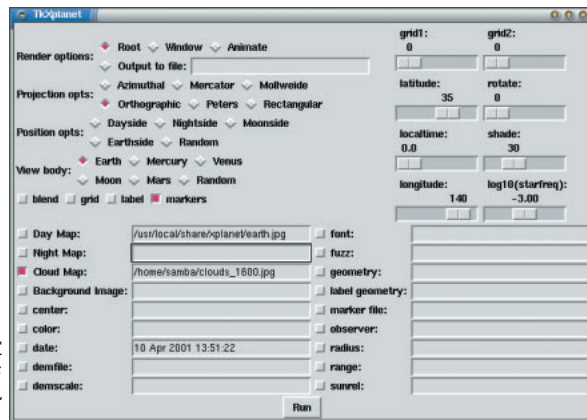 TkXplanet
Render options: Root Window Animate
Output to file:
Projection opts: Azimuthal Mercator Mollweide
Orthographic Peters Rectangular
Position opts: Dayside Nightside Moonside
Earthside Random
View body: Earth Mercury Venus
Moon Mars Random
blend grid label markers
grid1: grid2:
0 0
latitude: rotate:
35 0
localtime: shade:
0.0 30
longitude: log10(starfreq):
140 -3.00
Day Map: /usr/local/share/xplanet/earth.jpg font:
Night Map: fuzz:
Cloud Map: /home/samba/clouds_1600.jpg geometry:
Background Image: label geometry:
center: marker file:
color: observer:
date: 10 Apr 2001 13:51:22 radius:
demfile: range:
demscale: sunrel:
Run